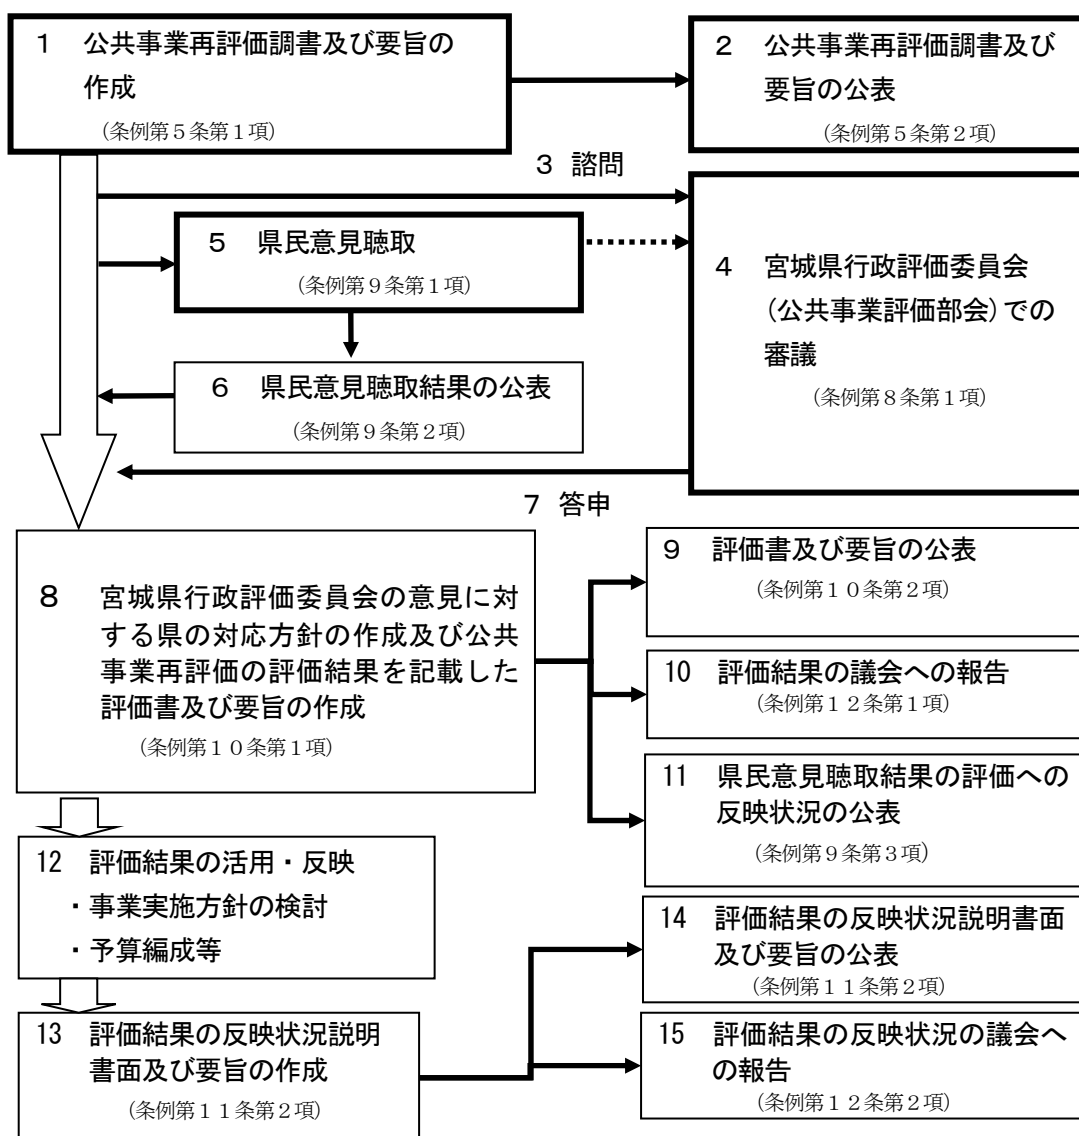 1 公共事業再評価調書及び要旨の
作成
(条例第５条第１項)
2 公共事業再評価調書及び
要旨の公表
(条例第５条第２項)
3 諮問
5 県民意見聴取
(条例第９条第１項)
4 宮城県行政評価委員会
(公共事業評価部会)での
審議
(条例第８条第１項)
6 県民意見聴取結果の公表
(条例第９条第２項)
7 答申
8 宮城県行政評価委員会の意見に対
する県の対応方針の作成及び公共
事業再評価の評価結果を記載した
評価書及び要旨の作成
(条例第１０条第１項)
9 評価書及び要旨の公表
(条例第１０条第２項)
10 評価結果の議会への報告
(条例第１２条第１項)
11 県民意見聴取結果の評価への
反映状況の公表
(条例第９条第３項)
12 評価結果の活用・反映
・事業実施方針の検討
・予算編成等
13 評価結果の反映状況説明
書面及び要旨の作成
(条例第１１条第２項)
14 評価結果の反映状況説明書面
及び要旨の公表
(条例第１１条第２項)
15 評価結果の反映状況の議会へ
の報告
(条例第１２条第２項)